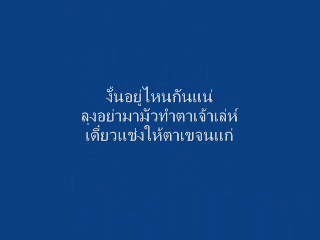 งั้นอยู่ไหนกันแน่
ลุงอย่ามามัวทำตาเจ้าเล่ห์
เดี๋ยวแช่งให้ตาเขจนแก่